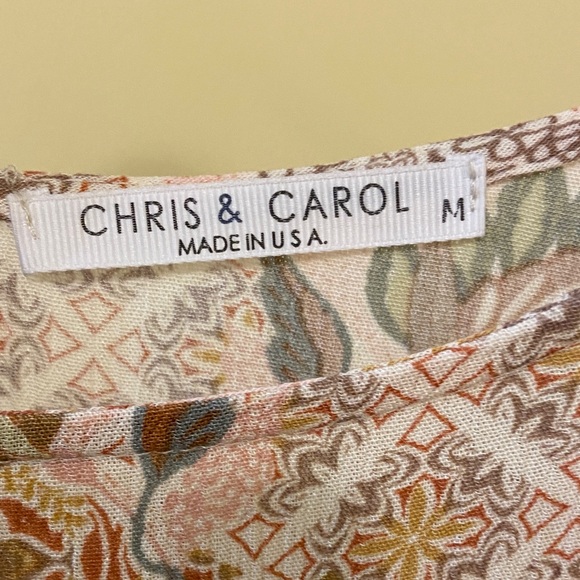 CHRIS & CAROL M
MADE iN U S A.